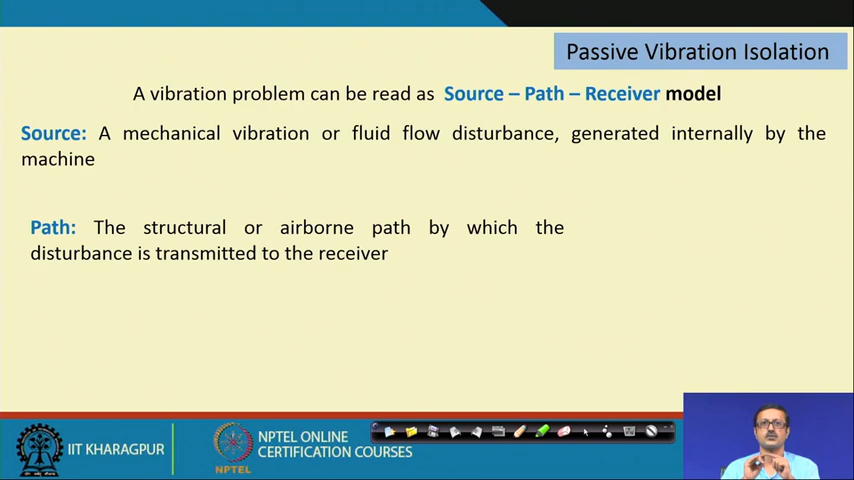 Passive Vibration Isolation
A vibration problem can be read as Source – Path – Receiver model
Source: A mechanical vibration or fluid flow disturbance, generated internally by the
machine
Path: The structural or airborne path by which the
disturbance is transmitted to the receiver
IIT KHARAGPUR
NPTEL
NPTEL ONLINE
CERTIFICATION COURSES